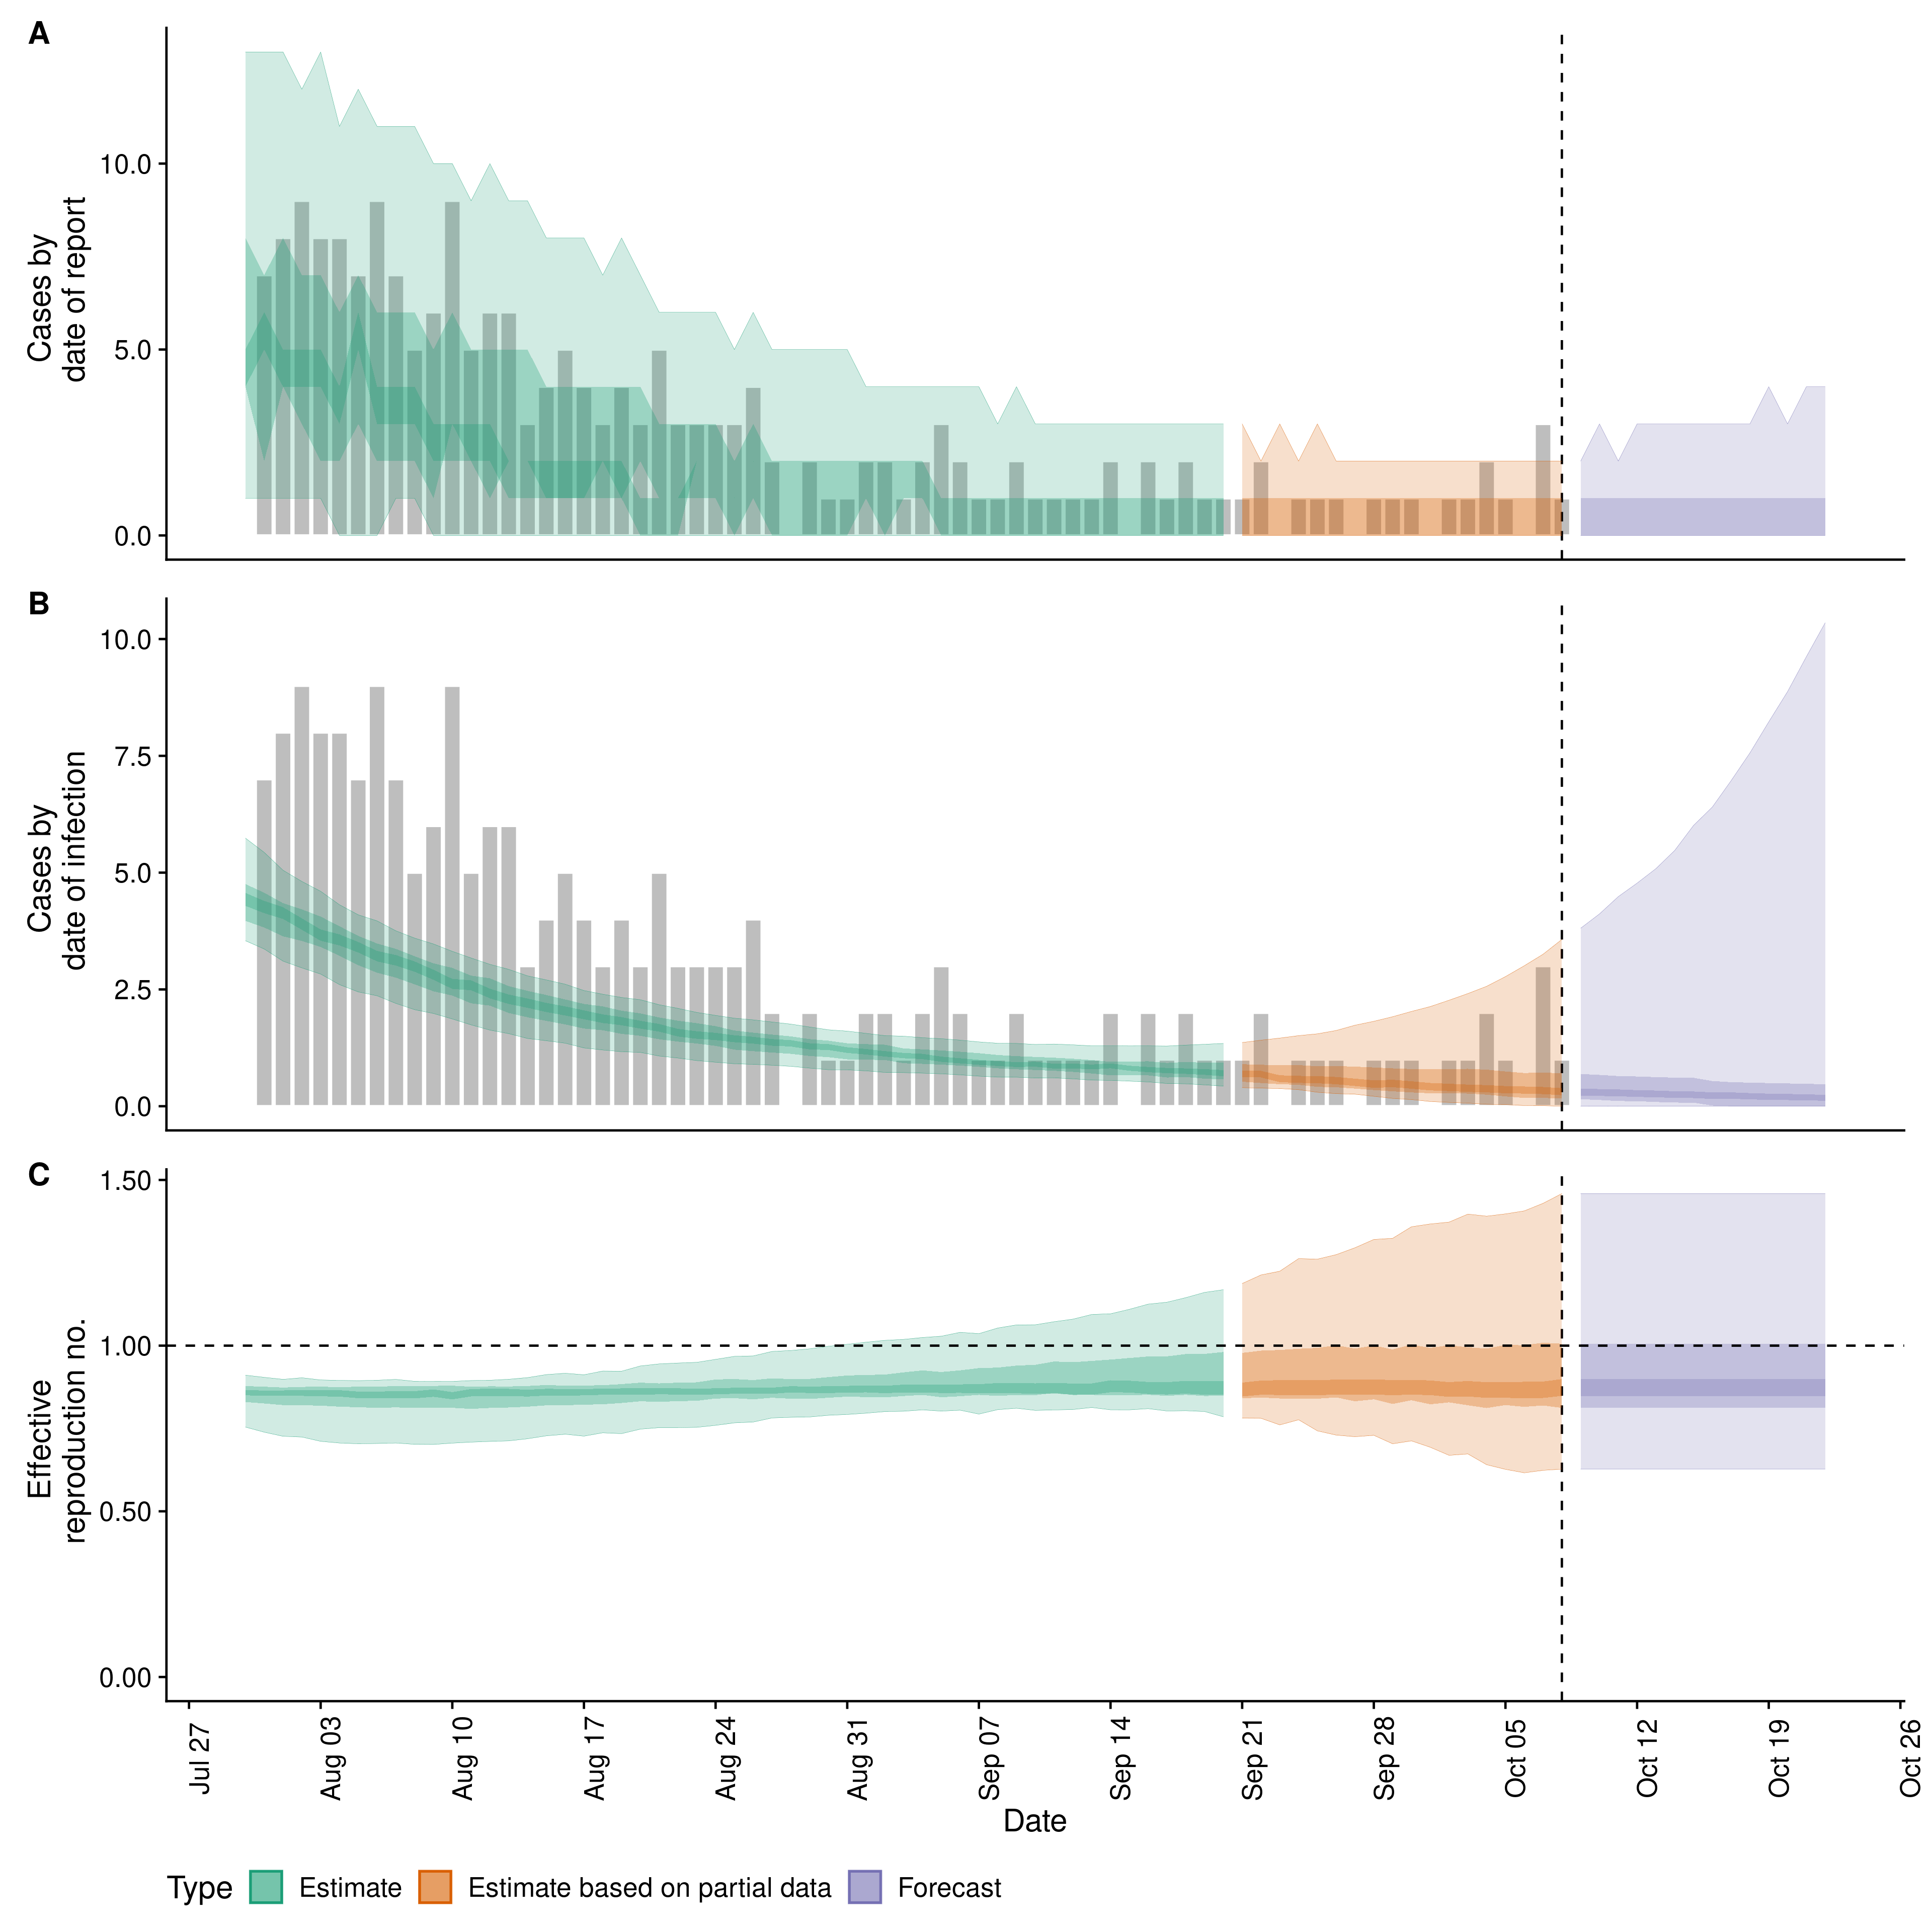 A
Cases by
date of report
10.0
5.0
0.0
B
Cases by
date of infection
10.0
7.5
5.0
2.5
0.0
C
Effective
reproduction no.
1.50
1.00
0.50
0.00
Jul 27
Aug 03
Aug 10
Aug 17
Aug 24
Aug 31
Sep 07
Sep 14
Sep 21
Sep 28
Oct 05
Oct 12
Oct 19
Oct 26
Date
Type Estimate Estimate based on partial data Forecast